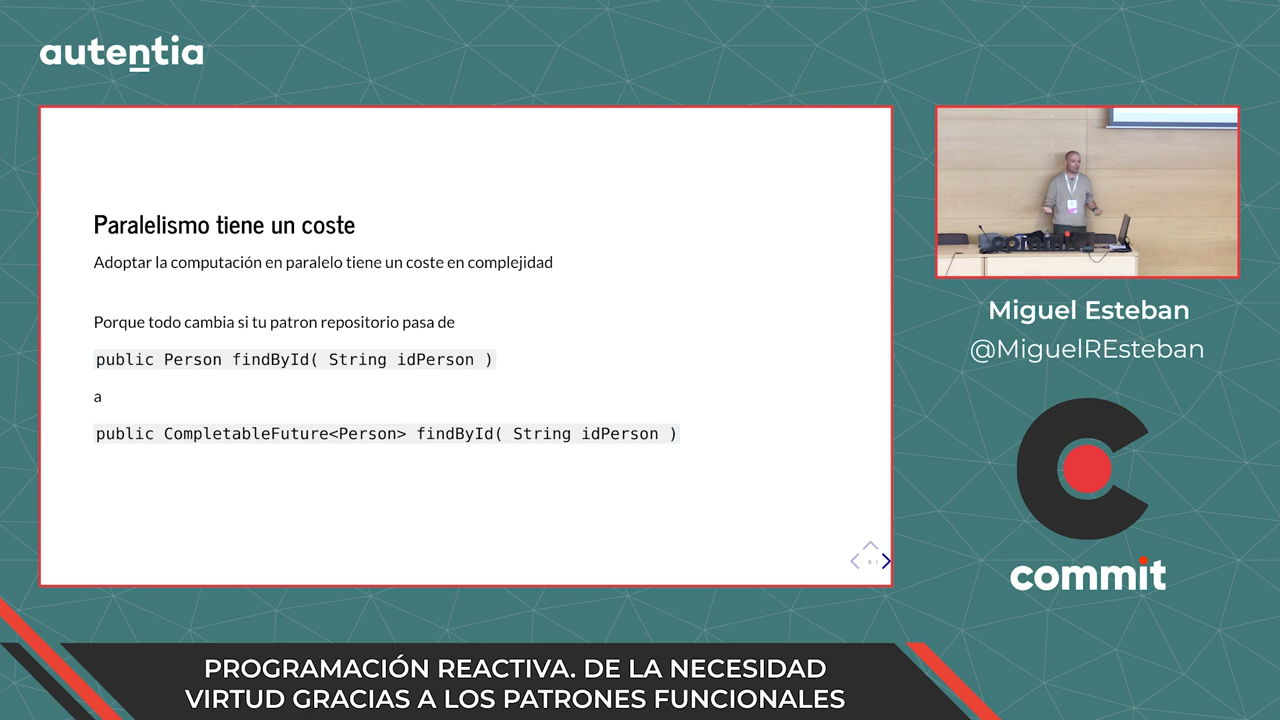 autentia
Paralelismo tiene un coste
Adoptar la computación en paralelo tiene un coste en complejidad
Porque todo cambia si tu patron repositorio pasa de
public Person findById( String idPerson )
a
public CompletableFuture<Person> findById( String idPerson )
Miguel Esteban
@MiguelREsteban
commit
PROGRAMACIÓN REACTIVA. DE LA NECESIDAD
VIRTUD GRACIAS A LOS PATRONES FUNCIONALES